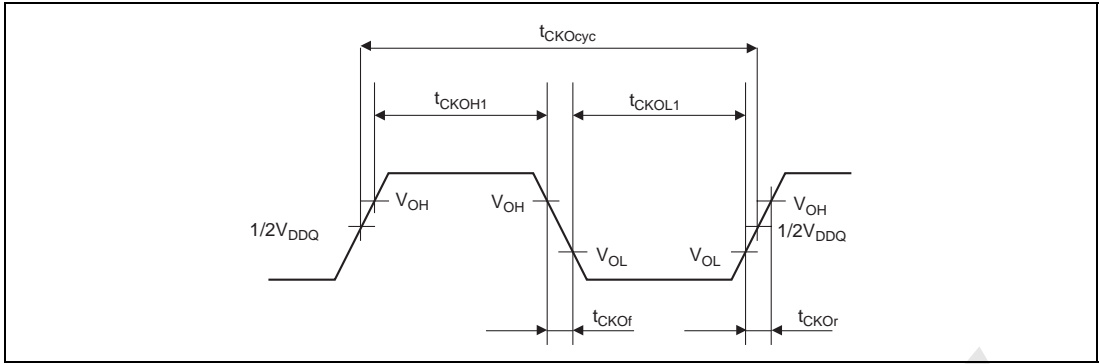 tCKOcyc
tCKOH1
tCKOL1
VOH
VOH
VOH
1/2VDDQ
1/2VDDQ
VOL
VOL
tCKOf
tCKOr